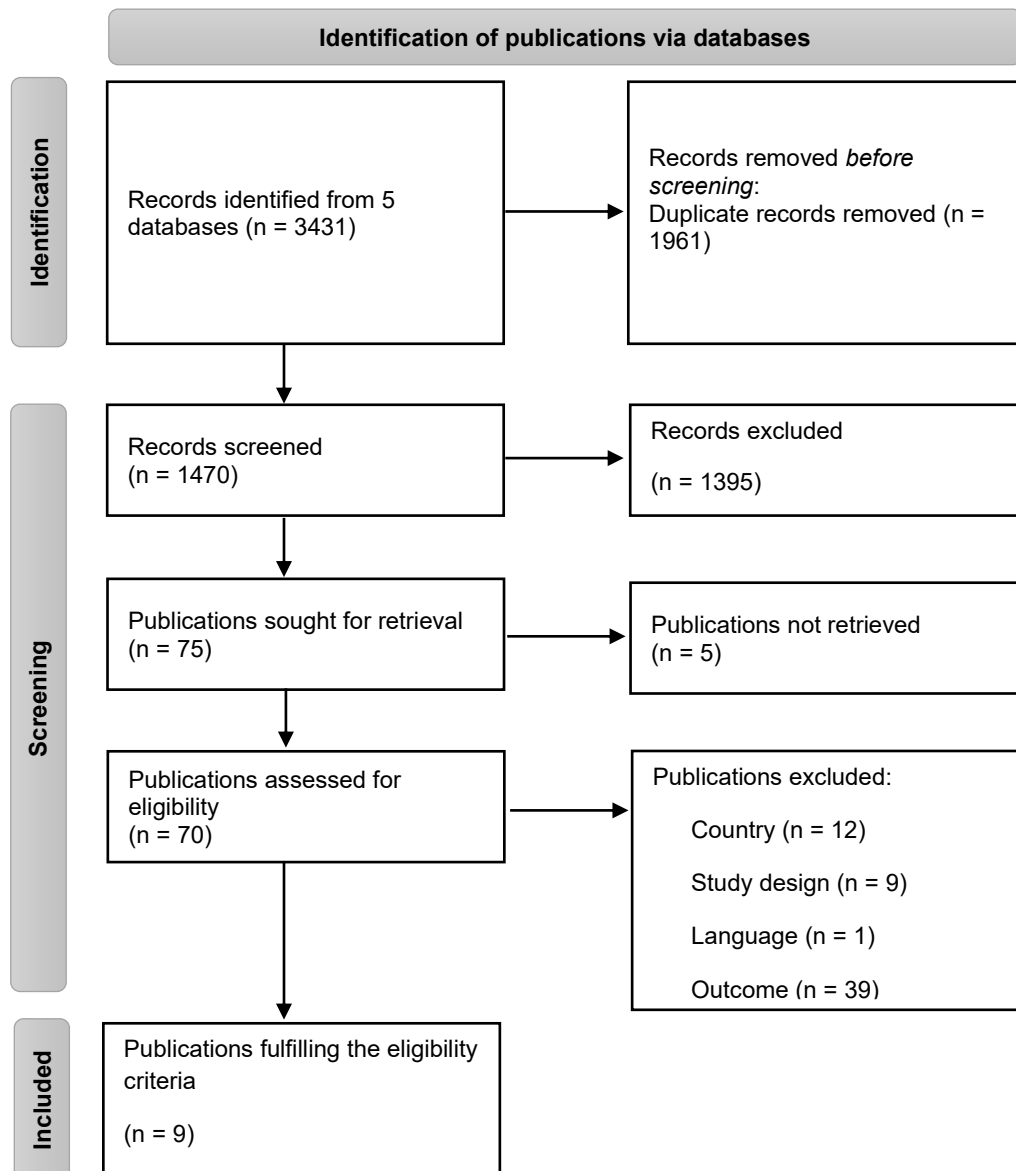 Identification of publications via databases
Identification
Records identified from 5
databases (n = 3431)
Records removed before
screening:
Duplicate records removed (n =
1961)
Screening
Records screened
(n = 1470)
Records excluded
(n = 1395)
Publications sought for retrieval
(n = 75)
Publications not retrieved
(n = 5)
Publications assessed for
eligibility
(n = 70)
Publications excluded:
Country (n = 12)
Study design (n = 9)
Language (n = 1)
Outcome (n = 39)
Included
Publications fulfilling the eligibility
criteria
(n = 9)